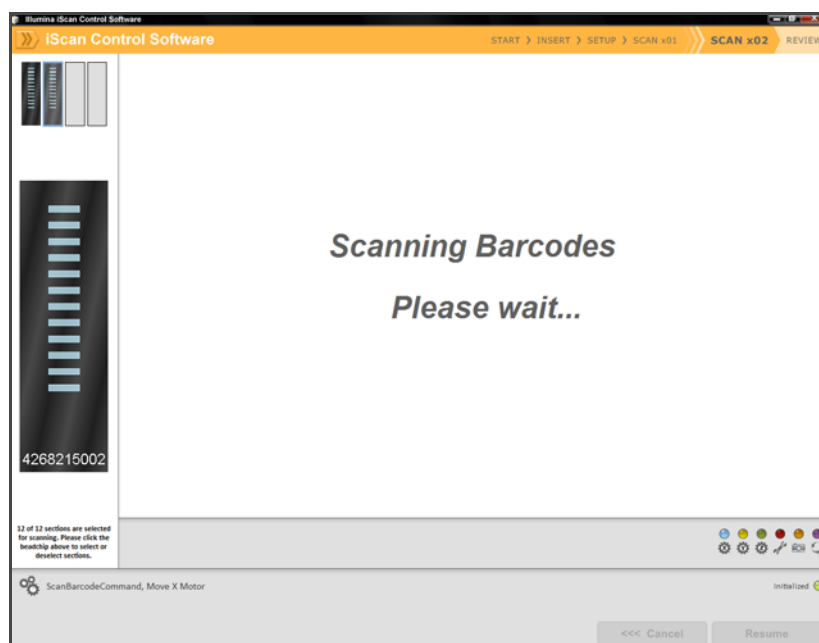 Illumina iScan Control Software
iScan Control Software
START ❯ INSERT ❯ SETUP ❯ SCAN x01
SCAN x02
REVIEW
Scanning Barcodes
Please wait...
4268215002
12 of 12 sections are selected
for scanning. Please click the
beadchip above to select or
deselect sections.
ScanBarcodeCommand, Move X Motor
Initialized
<<< Cancel
Resume